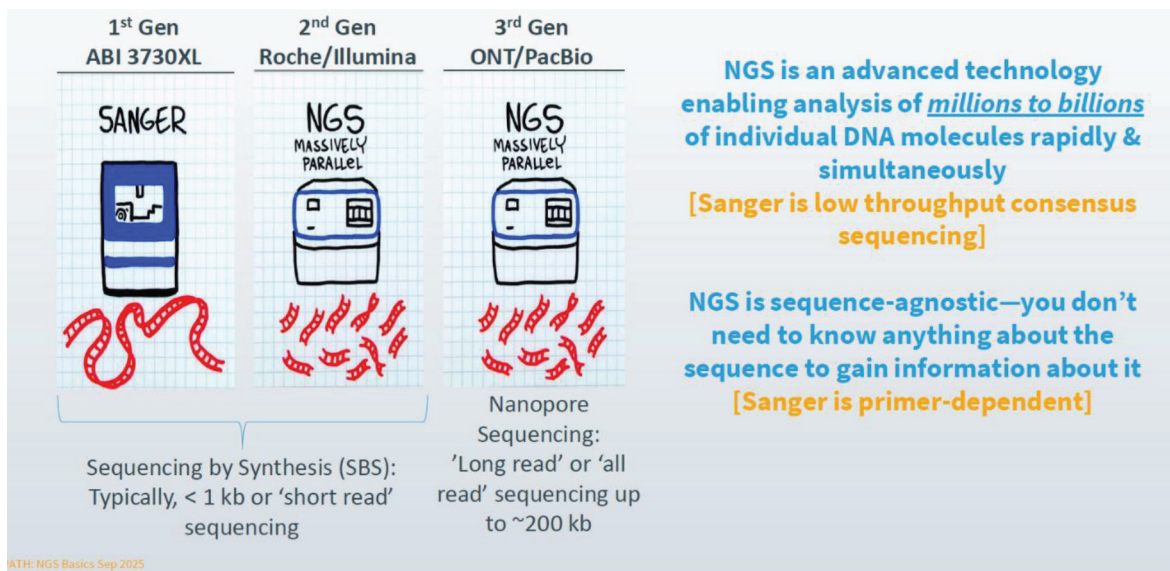 1st Gen
ABI 3730XL
2nd Gen
Roche/Illumina
3rd Gen
ONT/PacBio
SANGER
NGS
MASSIVELY
PARALLEL
NGS
MASSIVELY
PARALLEL
Sequencing by Synthesis (SBS):
Typically, < 1 kb or ‘short read’
sequencing
Nanopore
Sequencing:
’Long read’ or ‘all
read’ sequencing up
to ~200 kb
NGS is an advanced technology
enabling analysis of millions to billions
of individual DNA molecules rapidly &
simultaneously
[Sanger is low throughput consensus
sequencing]
NGS is sequence-agnostic—you don’t
need to know anything about the
sequence to gain information about it
[Sanger is primer-dependent]
ATH: NGS Basics Sep 2025